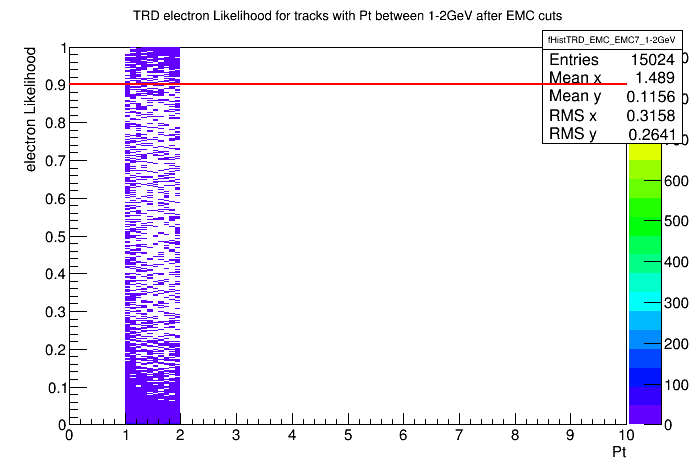 TRD electron Likelihood for tracks with Pt between 1-2GeV after EMC cuts
fHistTRD_EMC_EMC7_1-2GeV
Entries 15024
Mean x 1.489
Mean y 0.1156
RMS x 0.3158
RMS y 0.2641
electron Likelihood
1
0.9
0.8
0.7
0.6
0.5
0.4
0.3
0.2
0.1
0
0 1 2 3 4 5 6 7 8 9 10
Pt
600
500
400
300
200
100
0